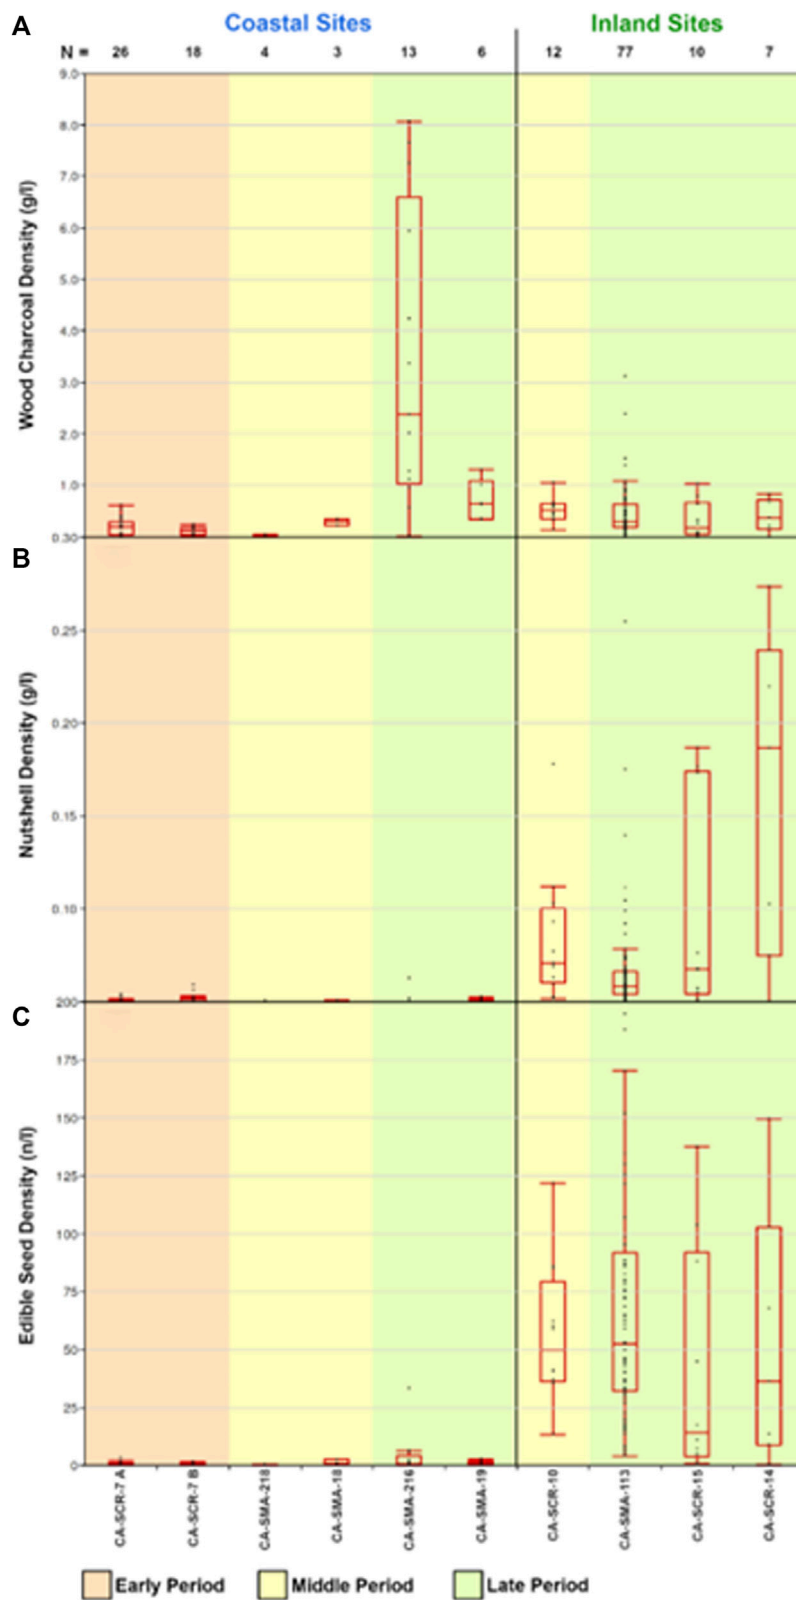 A
Coastal Sites Inland Sites
N = 26 18 4 3 13 6 12 77 10 7
Wood Charcoal Density (g/l)
9.0
8.0
7.0
6.0
5.0
4.0
3.0
2.0
1.0
0.30
B
Nutshell Density (g/l)
0.25
0.20
0.15
0.10
200
C
Edible Seed Density (n/l)
175
150
125
100
75
50
25
0
CA-SCR-7 A
CA-SCR-7 B
CA-SMA-218
CA-SMA-18
CA-SMA-216
CA-SMA-19
CA-SCR-10
CA-SMA-113
CA-SCR-15
CA-SCR-14
Early Period Middle Period Late Period